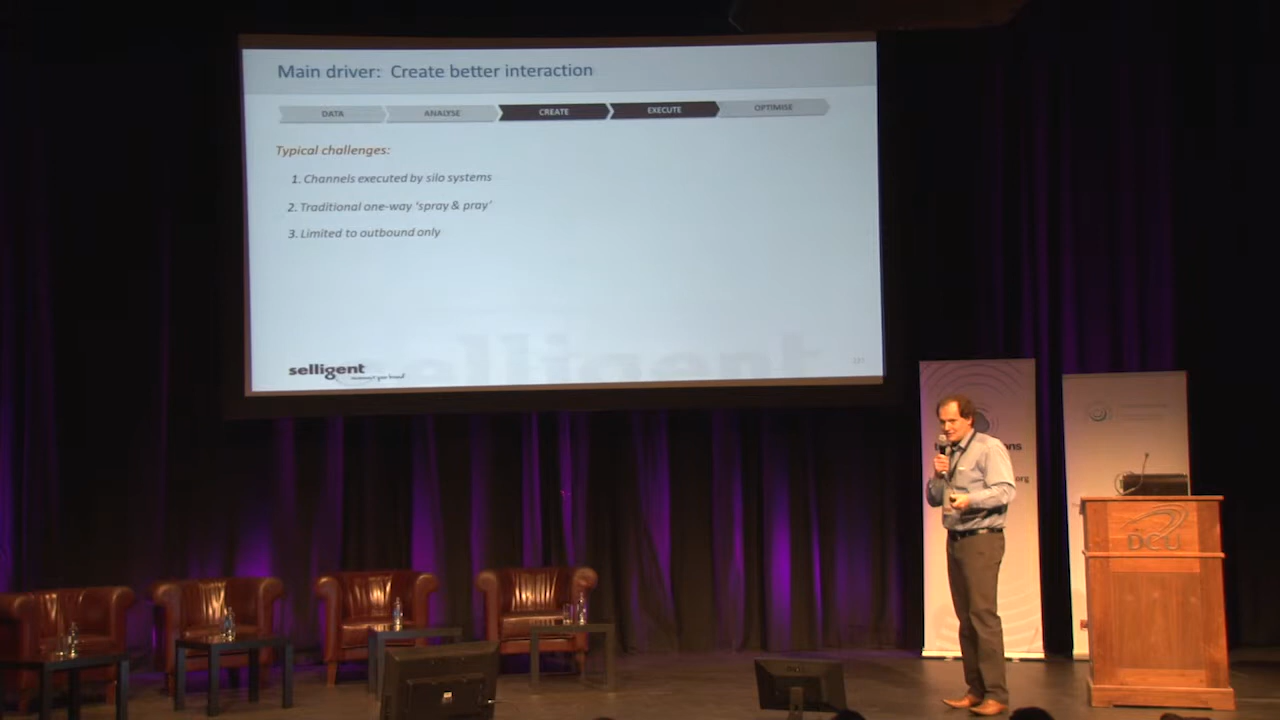 Main driver: Create better interaction
DATA
ANALYSE
CREATE
EXECUTE
OPTIMISE
Typical challenges:
1. Channels executed by silo systems
2. Traditional one-way 'spray & pray'
3. Limited to outbound only
selligent
selligent
DCU